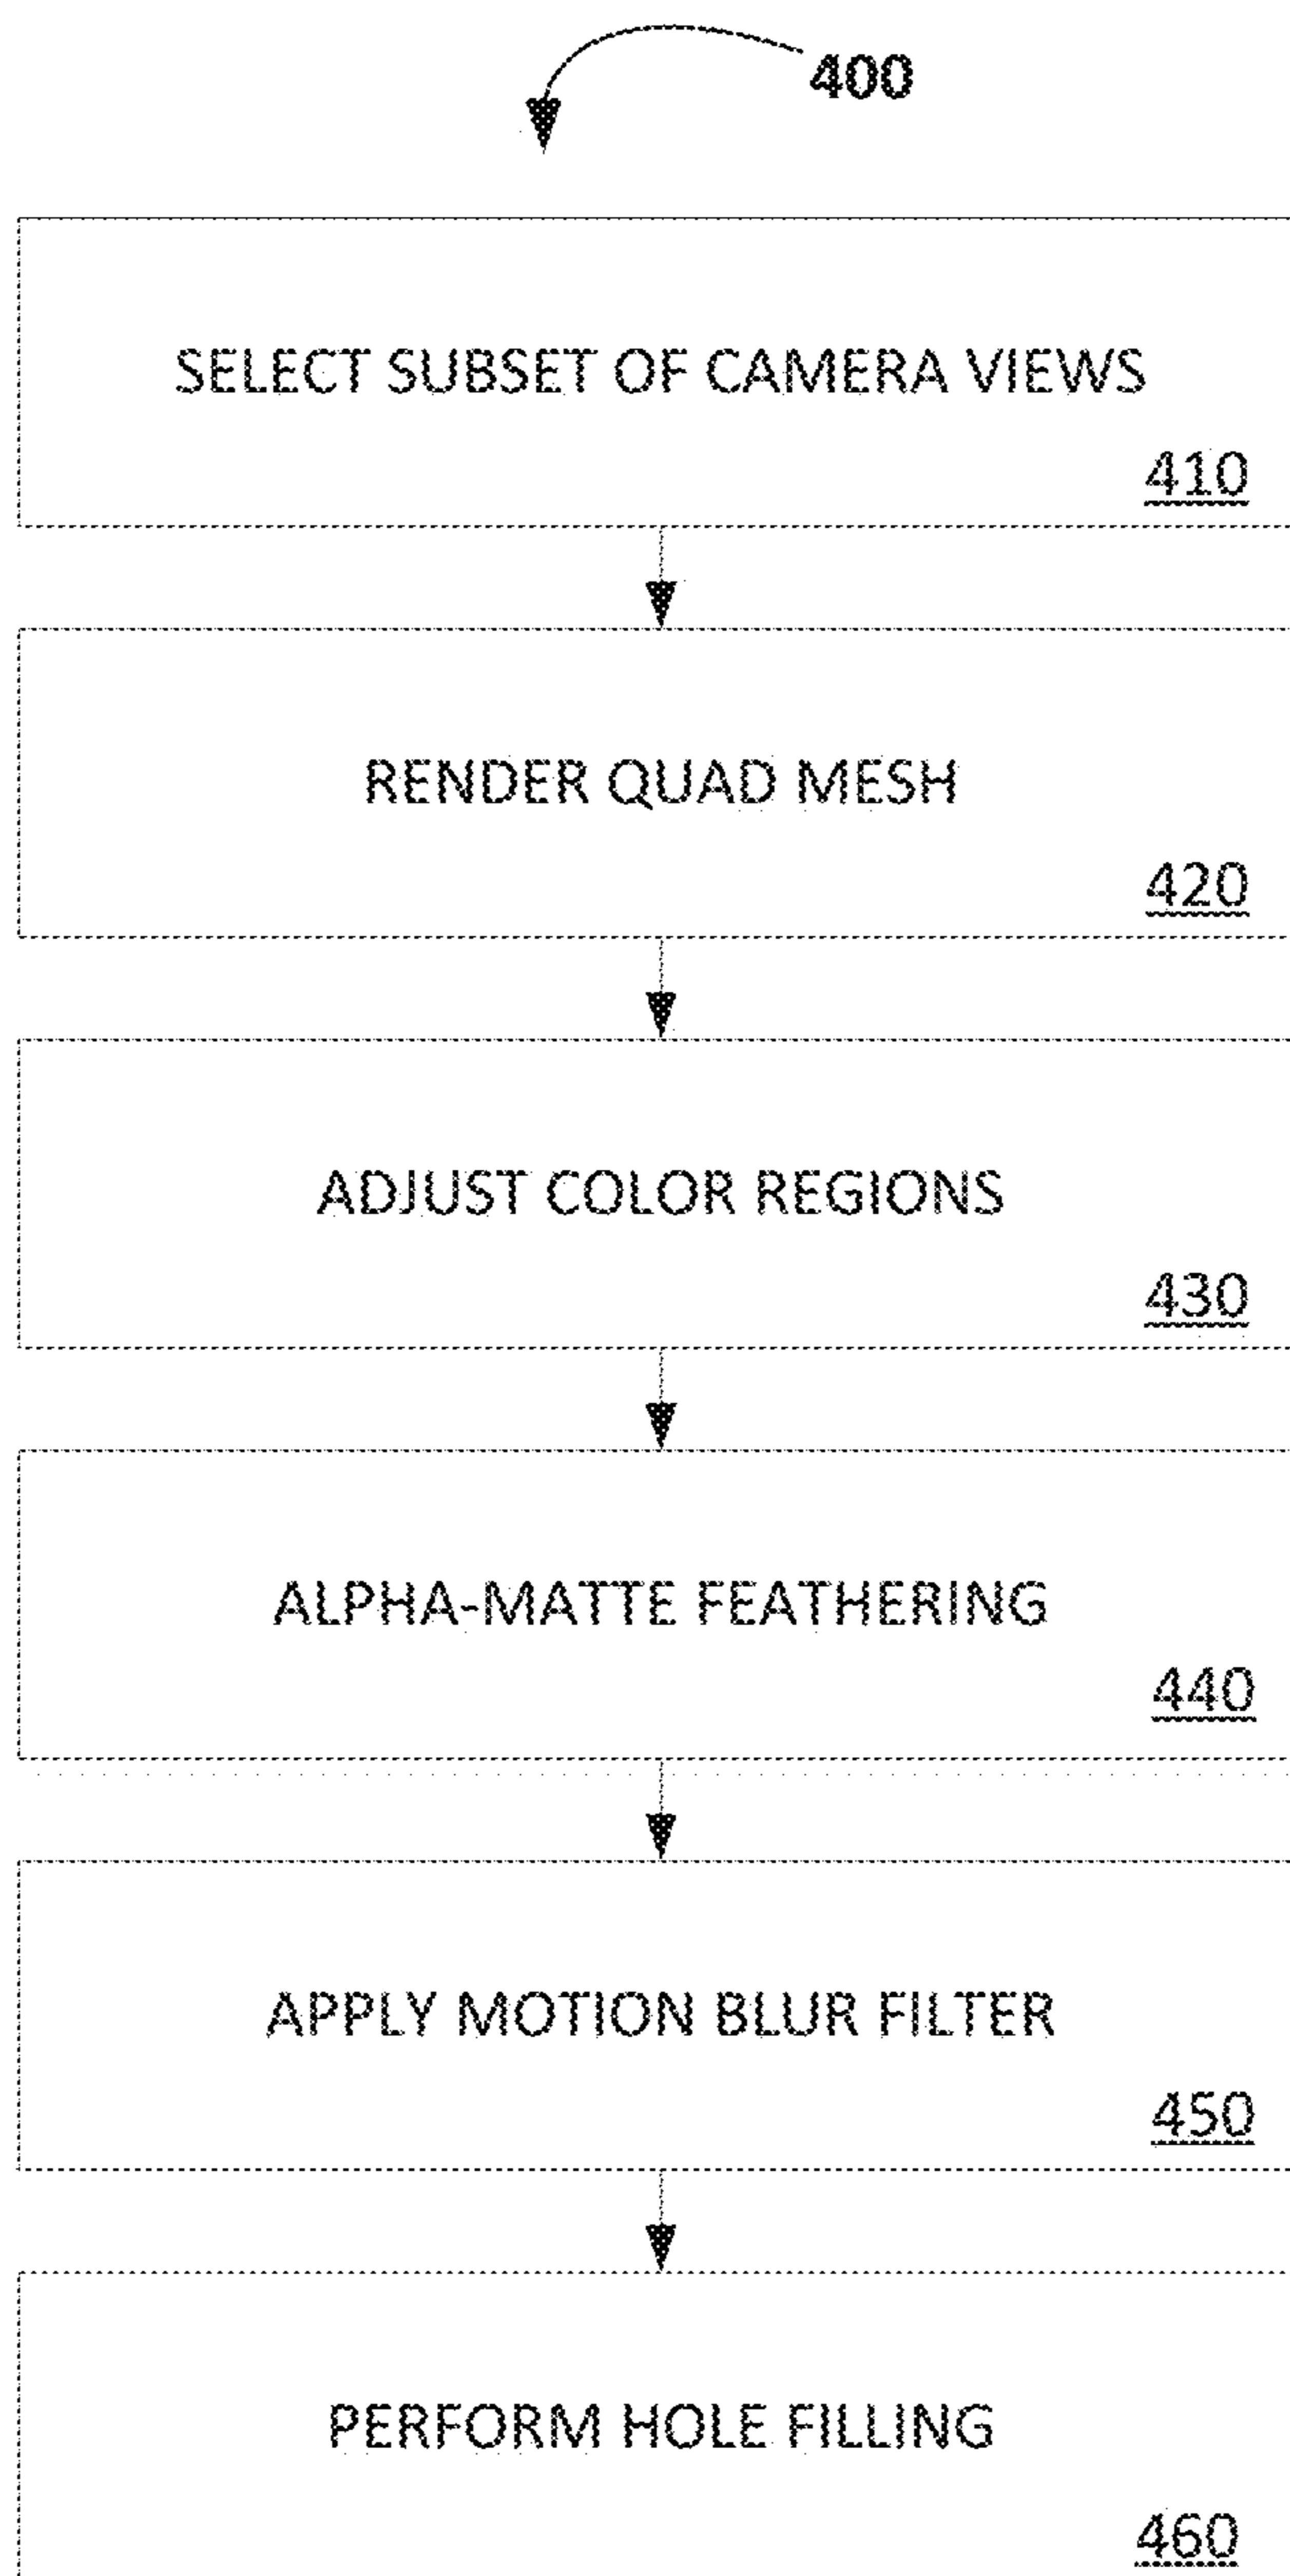 400
SELECT SUBSET OF CAMERA VIEWS
410
RENDER QUAD MESH
420
ADJUST COLOR REGIONS
430
ALPHA-MATTE FEATHERING
440
APPLY MOTION BLUR FILTER
450
PERFORM HOLE FILLING
460